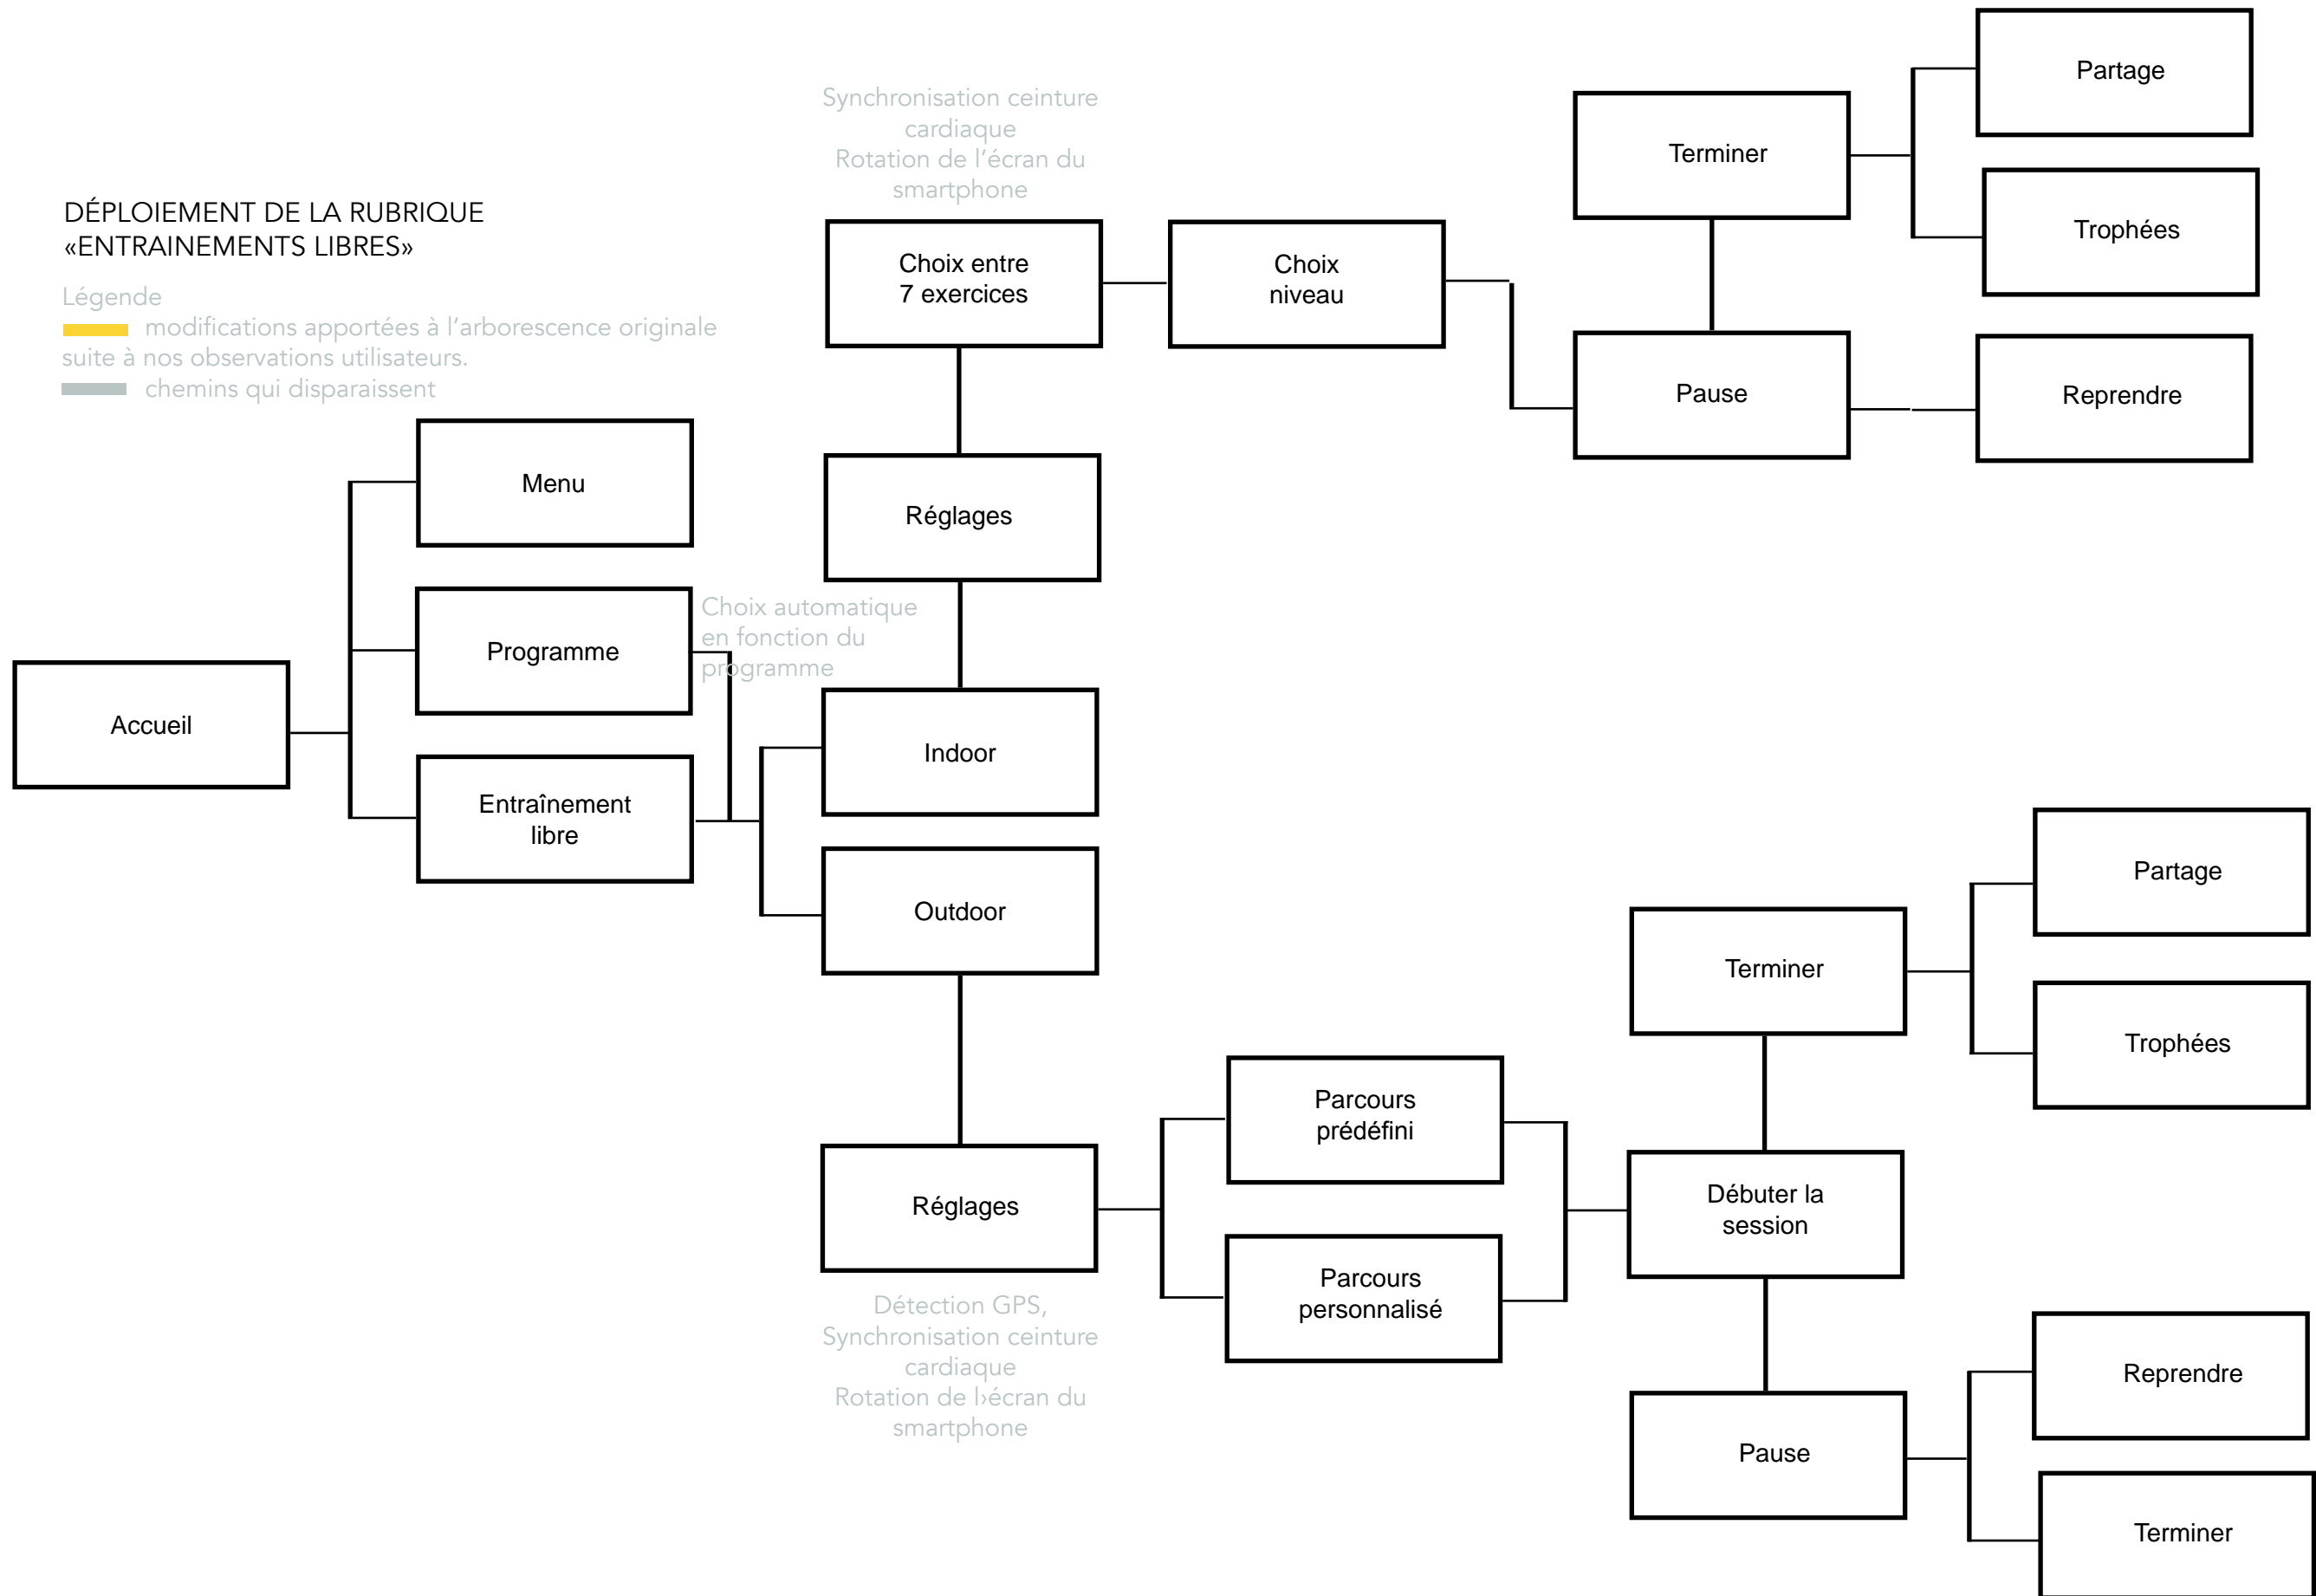 DÉPLOIEMENT DE LA RUBRIQUE
«ENTRAINEMENTS LIBRES»
Légende
modifications apportées à l’arborescence originale
suite à nos observations utilisateurs.
chemins qui disparaissent
Accueil
Menu
Programme
Entraînement
libre
Choix automatique
en fonction du
programme
Synchronisation ceinture
cardiaque
Rotation de l’écran du
smartphone
Choix entre
7 exercices
Réglages
Indoor
Outdoor
Réglages
Détection GPS,
Synchronisation ceinture
cardiaque
Rotation de l›écran du
smartphone
Choix
niveau
Terminer
Pause
Partage
Trophées
Reprendre
Parcours
prédéfini
Parcours
personnalisé
Terminer
Débuter la
session
Pause
Partage
Trophées
Reprendre
Terminer